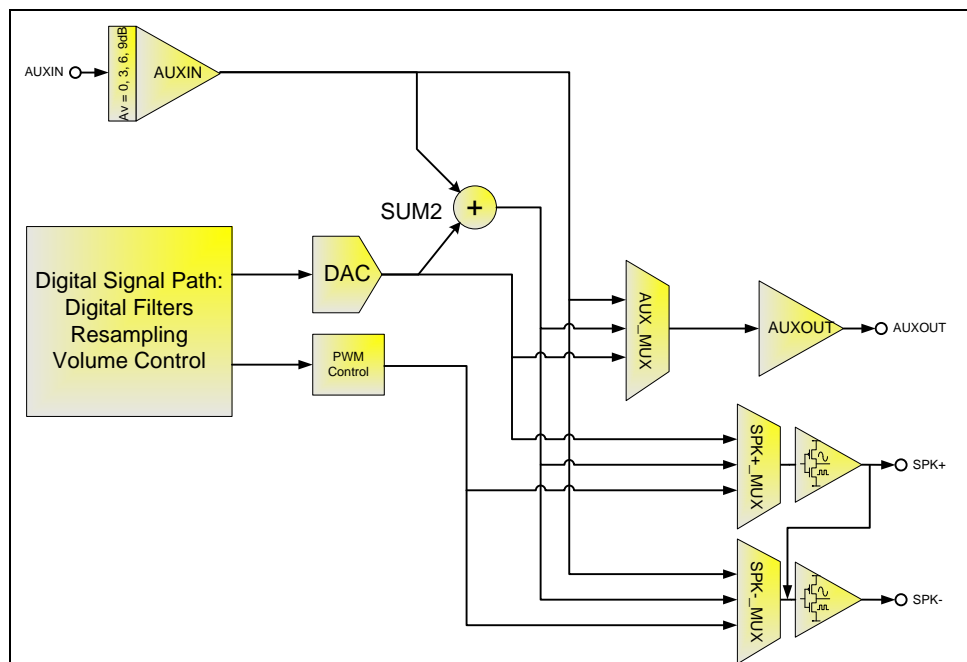 AUXIN
Av = 0, 3, 6, 9dB
AUXIN
SUM2
+
Digital Signal Path:
Digital Filters
Resampling
Volume Control
DAC
PWM
Control
AUX_MUX
AUXOUT
AUXOUT
SPK+_MUX
SPK+
SPK-_MUX
SPK-